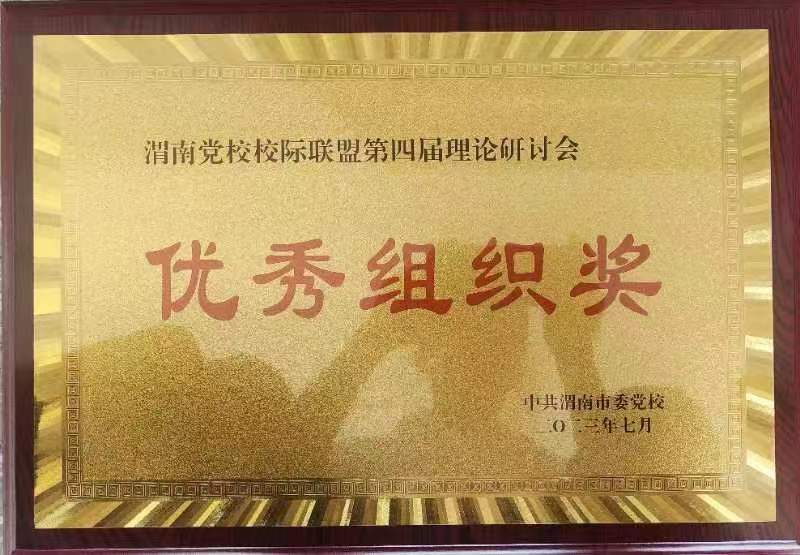 渭南党校校际联盟第四届理论研讨会
优秀组织奖
中共渭南市委党校
二〇二三年七月